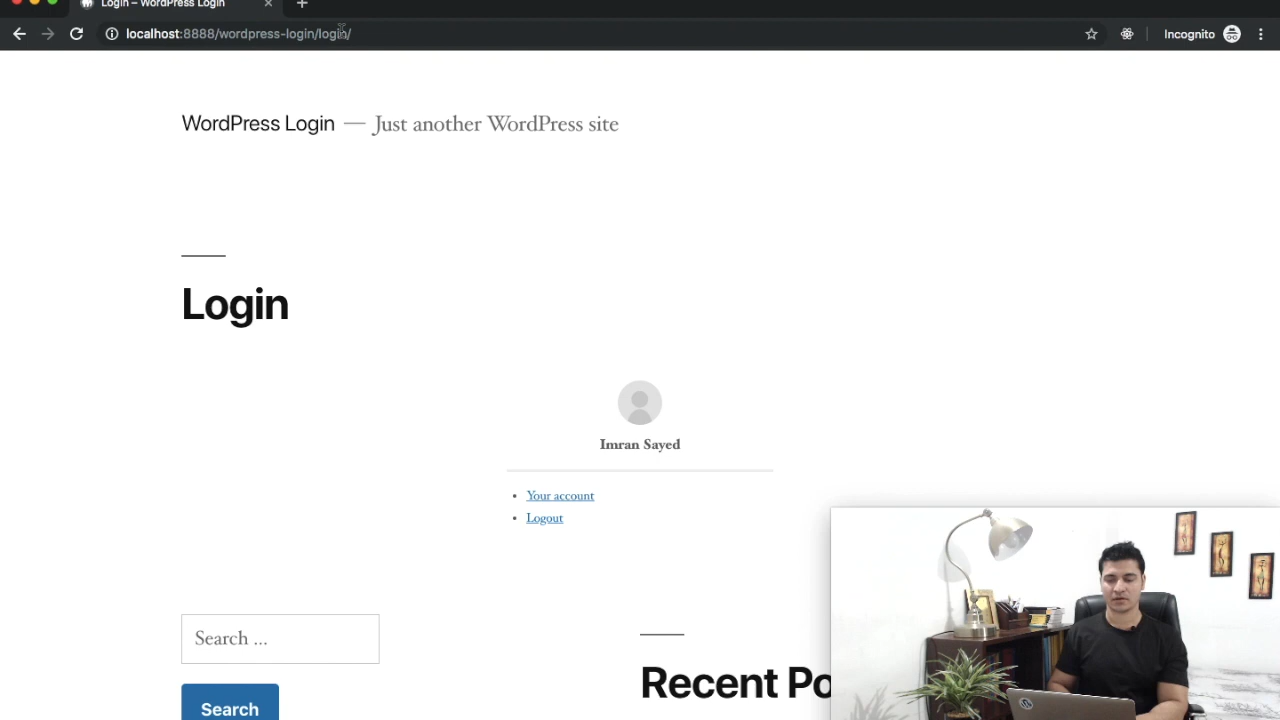 Login – WordPress Login
localhost:8888/wordpress-login/login/
Incognito
WordPress Login — Just another WordPress site
Login
Imran Sayed
Your account
Logout
Search ...
Search
Recent Po